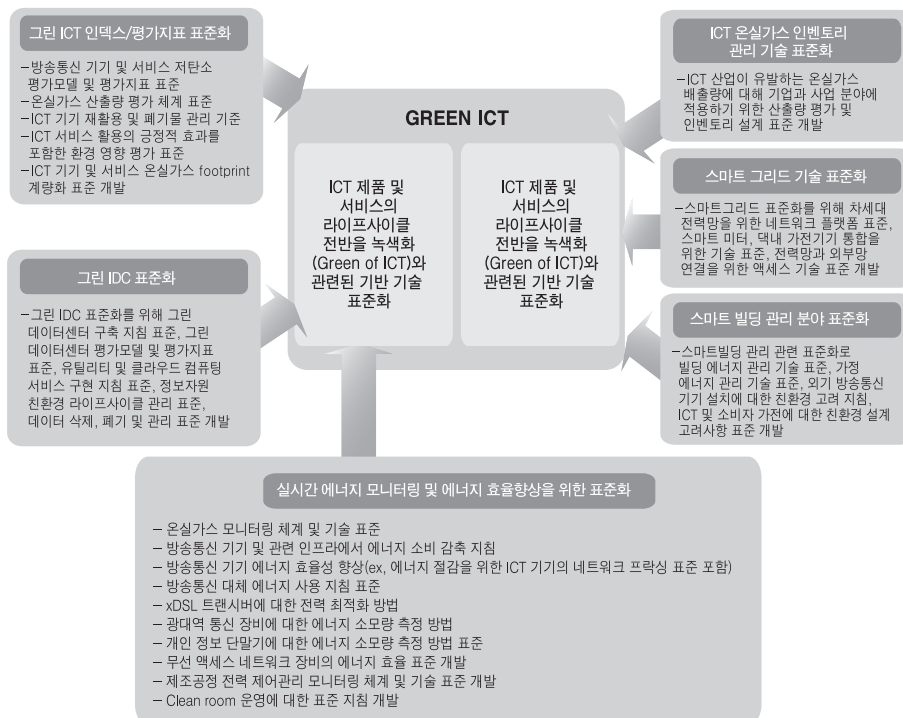 그린 ICT 인덱스/평가지표 표준화
–방송통신 기기 및 서비스 저탄소
평가모델 및 평가지표 표준
–온실가스 산출량 평가 체계 표준
–ICT 기기 재활용 및 폐기물 관리 기준
–ICT 서비스 활용의 긍정적 효과를
포함한 환경 영향 평가 표준
–ICT 기기 및 서비스 온실가스 footprint
계량화 표준 개발
그린 IDC 표준화
–그린 IDC 표준화를 위해 그린
데이터센터 구축 지침 표준, 그린
데이터센터 평가모델 및 평가지표
표준, 유틸리티 및 클라우드 컴퓨팅
서비스 구현 지침 표준, 정보자원
친환경 라이프사이클 관리 표준,
데이터 삭제, 폐기 및 관리 표준 개발
GREEN ICT
ICT 제품 및
서비스의
라이프사이클
전반을 녹색화
(Green of ICT)와
관련된 기반 기술
표준화
ICT 제품 및
서비스의
라이프사이클
전반을 녹색화
(Green of ICT)와
관련된 기반 기술
표준화
ICT 온실가스 인벤토리
관리 기술 표준화
–ICT 산업이 유발하는 온실가스
배출량에 대해 기업과 사업 분야에
적용하기 위한 산출량 평가 및
인벤토리 설계 표준 개발
스마트 그리드 기술 표준화
–스마트그리드 표준화를 위해 차세대
전력망을 위한 네트워크 플랫폼 표준,
스마트 미터, 댁내 가전기기 통합을
위한 기술 표준, 전력망과 외부망
연결을 위한 액세스 기술 표준 개발
스마트 빌딩 관리 분야 표준화
–스마트빌딩 관리 관련 표준화로
빌딩 에너지 관리 기술 표준, 가정
에너지 관리 기술 표준, 외기 방송통신
기기 설치에 대한 친환경 고려 지침,
ICT 및 소비자 가전에 대한 친환경 설계
고려사항 표준 개발
실시간 에너지 모니터링 및 에너지 효율향상을 위한 표준화
– 온실가스 모니터링 체계 및 기술 표준
– 방송통신 기기 및 관련 인프라에서 에너지 소비 감축 지침
– 방송통신 기기 에너지 효율성 향상(ex, 에너지 절감을 위한 ICT 기기의 네트워크 프락싱 표준 포함)
– 방송통신 대체 에너지 사용 지침 표준
– xDSL 트랜시버에 대한 전력 최적화 방법
– 광대역 통신 장비에 대한 에너지 소모량 측정 방법
– 개인 정보 단말기에 대한 에너지 소모량 측정 방법 표준
– 무선 액세스 네트워크 장비의 에너지 효율 표준 개발
– 제조공정 전력 제어관리 모니터링 체계 및 기술 표준 개발
– Clean room 운영에 대한 표준 지침 개발